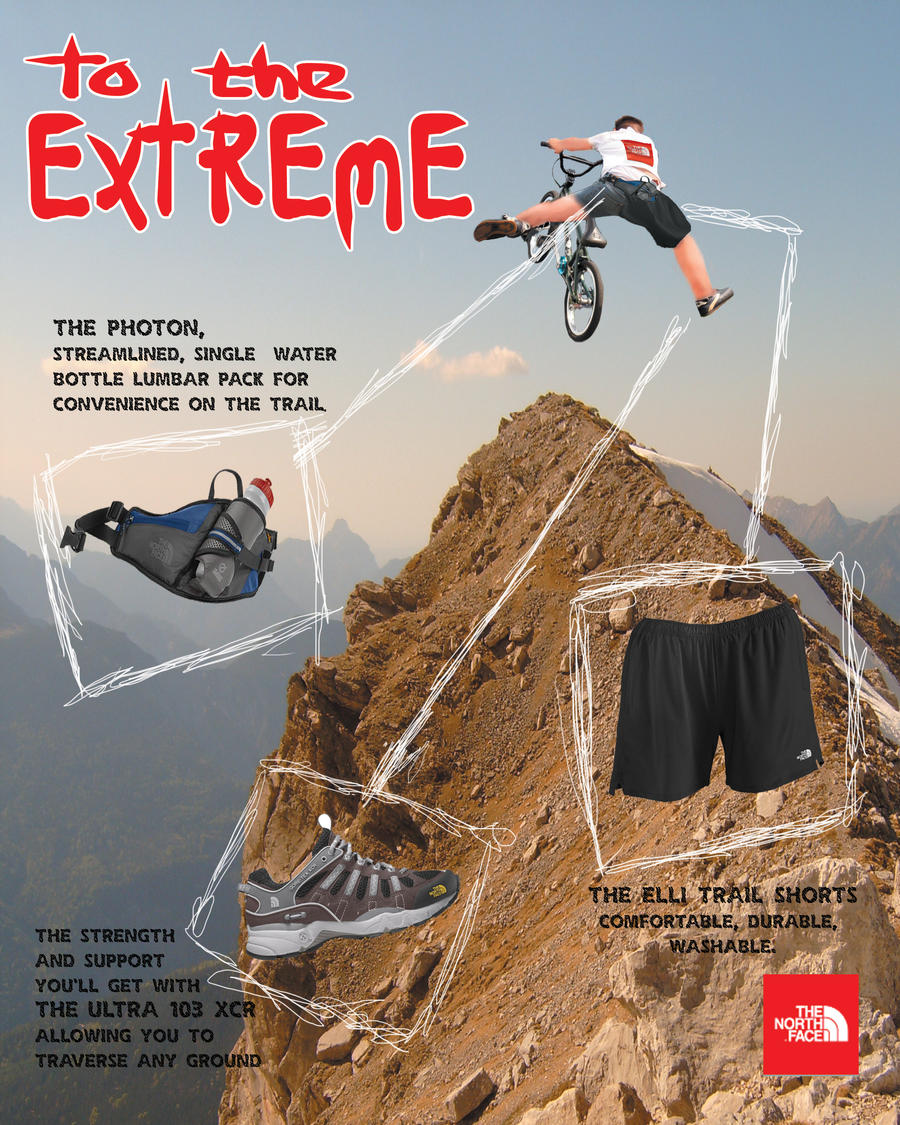 to the
EXTREME
THE PHOTON,
STREAMLINED, SINGLE WATER
BOTTLE LUMBAR PACK FOR
CONVENIENCE ON THE TRAIL
THE ELLI TRAIL SHORTS
COMFORTABLE, DURABLE,
WASHABLE.
THE STRENGTH
AND SUPPORT
YOU'LL GET WITH
THE ULTRA 103 XCR
ALLOWING YOU TO
TRAVERSE ANY GROUND
THE
NORTH
FACE